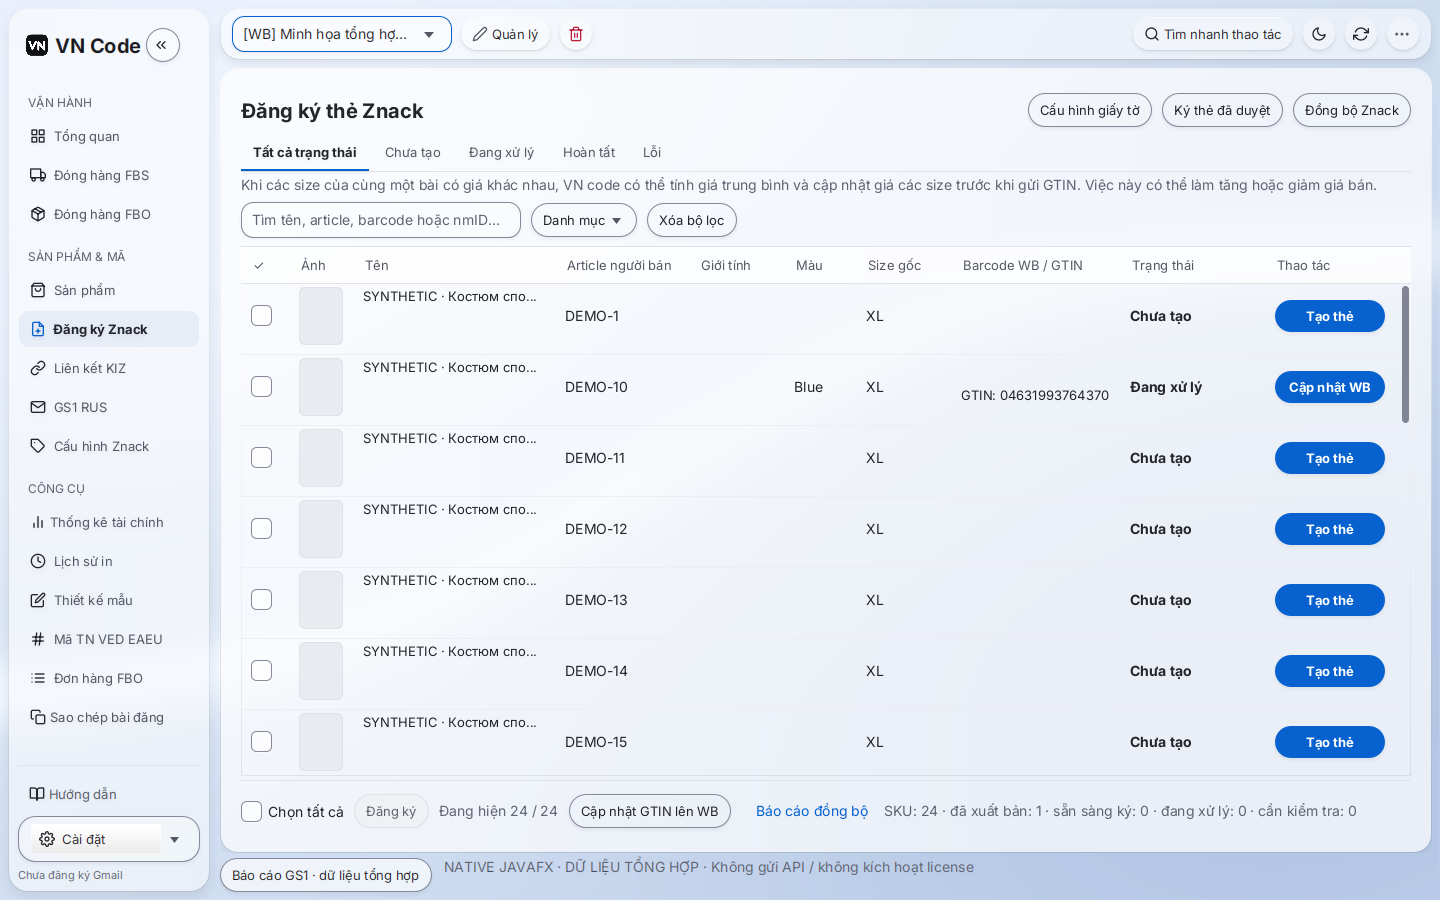 VN
VN Code
[WB] Minh họa tổng hợ...
Quản lý
Tìm nhanh thao tác
VẬN HÀNH
Tổng quan
Đóng hàng FBS
Đóng hàng FBO
SẢN PHẨM & MÃ
Sản phẩm
Đăng ký Znack
Liên kết KIZ
GS1 RUS
Cấu hình Znack
CÔNG CỤ
Thống kê tài chính
Lịch sử in
Thiết kế mẫu
Mã TN VED EAEU
Đơn hàng FBO
Sao chép bài đăng
Hướng dẫn
Cài đặt
Chưa đăng ký Gmail
Đăng ký thẻ Znack
Cấu hình giấy tờ
Ký thẻ đã duyệt
Đồng bộ Znack
Tất cả trạng thái
Chưa tạo
Đang xử lý
Hoàn tất
Lỗi
Khi các size của cùng một bài có giá khác nhau, VN code có thể tính giá trung bình và cập nhật giá các size trước khi gửi GTIN. Việc này có thể làm tăng hoặc giảm giá bán.
Tìm tên, article, barcode hoặc nmID...
Danh mục
Xóa bộ lọc
✓ Ảnh Tên Article người bán Giới tính Màu Size gốc Barcode WB / GTIN Trạng thái Thao tác
SYNTHETIC · Костюм спо... DEMO-1 XL Chưa tạo Tạo thẻ
SYNTHETIC · Костюм спо... DEMO-10 Blue XL GTIN: 04631993764370 Đang xử lý Cập nhật WB
SYNTHETIC · Костюм спо... DEMO-11 XL Chưa tạo Tạo thẻ
SYNTHETIC · Костюм спо... DEMO-12 XL Chưa tạo Tạo thẻ
SYNTHETIC · Костюм спо... DEMO-13 XL Chưa tạo Tạo thẻ
SYNTHETIC · Костюм спо... DEMO-14 XL Chưa tạo Tạo thẻ
SYNTHETIC · Костюм спо... DEMO-15 XL Chưa tạo Tạo thẻ
Chọn tất cả
Đăng ký
Đang hiện 24 / 24
Cập nhật GTIN lên WB
Báo cáo đồng bộ
SKU: 24 · đã xuất bản: 1 · sẵn sàng ký: 0 · đang xử lý: 0 · cần kiểm tra: 0
Báo cáo GS1 · dữ liệu tổng hợp
NATIVE JAVAFX · DỮ LIỆU TỔNG HỢP · Không gửi API / không kích hoạt license